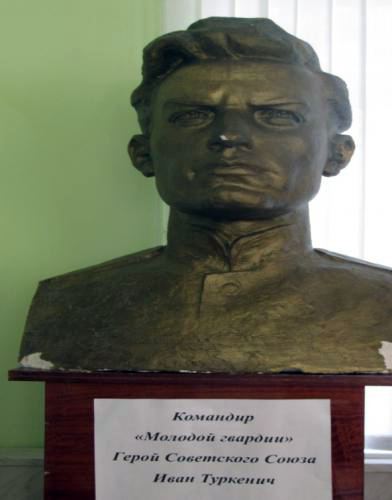 Командир
«Молодой гвардии»
Герой Советского Союза
Иван Туркенич